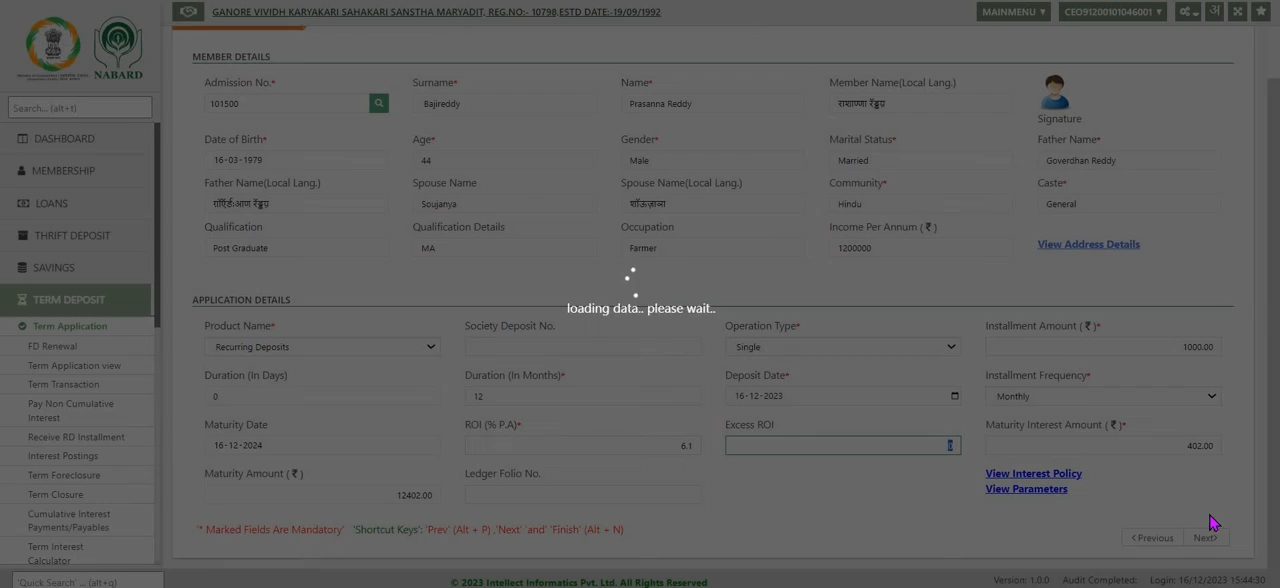 GANORE VIVIDH KARYAKARI SAHAKARI SANSTHA MARYADIT, REG.NO:- 10798,ESTD DATE:-19/09/1992
MAINMENU
CEO91200101046001
अ
NABARD
Search... (alt+t)
DASHBOARD
MEMBERSHIP
LOANS
THRIFT DEPOSIT
SAVINGS
TERM DEPOSIT
Term Application
FD Renewal
Term Application view
Term Transaction
Pay Non Cumulative
Interest
Receive RD Installment
Interest Postings
Term Foreclosure
Term Closure
Cumulative Interest
Payments/Payables
Term Interest
Calculator
'Quick Search' ... (alt+q)
MEMBER DETAILS
Admission No.* Surname* Name* Member Name(Local Lang.)
101500 Bajireddy Prasanna Reddy
Signature
Date of Birth* Age* Gender* Marital Status* Father Name*
16-03-1979 44 Male Married Goverdhan Reddy
Father Name(Local Lang.) Spouse Name Spouse Name(Local Lang.) Community* Caste*
Soujanya Hindu General
Qualification Qualification Details Occupation Income Per Annum ( ₹ )
Post Graduate MA Farmer 1200000 View Address Details
loading data.. please wait..
APPLICATION DETAILS
Product Name* Society Deposit No. Operation Type* Installment Amount ( ₹ )*
Recurring Deposits Single 1000.00
Duration (In Days) Duration (In Months)* Deposit Date* Installment Frequency*
0 12 16-12-2023 Monthly
Maturity Date ROI (% P.A)* Excess ROI Maturity Interest Amount ( ₹ )*
16-12-2024 6.1 0 402.00
Maturity Amount ( ₹ ) Ledger Folio No. View Interest Policy
12402.00 View Parameters
'*' Marked Fields Are Mandatory' 'Shortcut Keys': 'Prev' (Alt + P) ,'Next' 'and' 'Finish' (Alt + N)
<Previous Next>
© 2023 Intellect Informatics Pvt. Ltd. All Rights Reserved
Version: 1.0.0 Audit Completed: Login: 16/12/2023 15:44:30